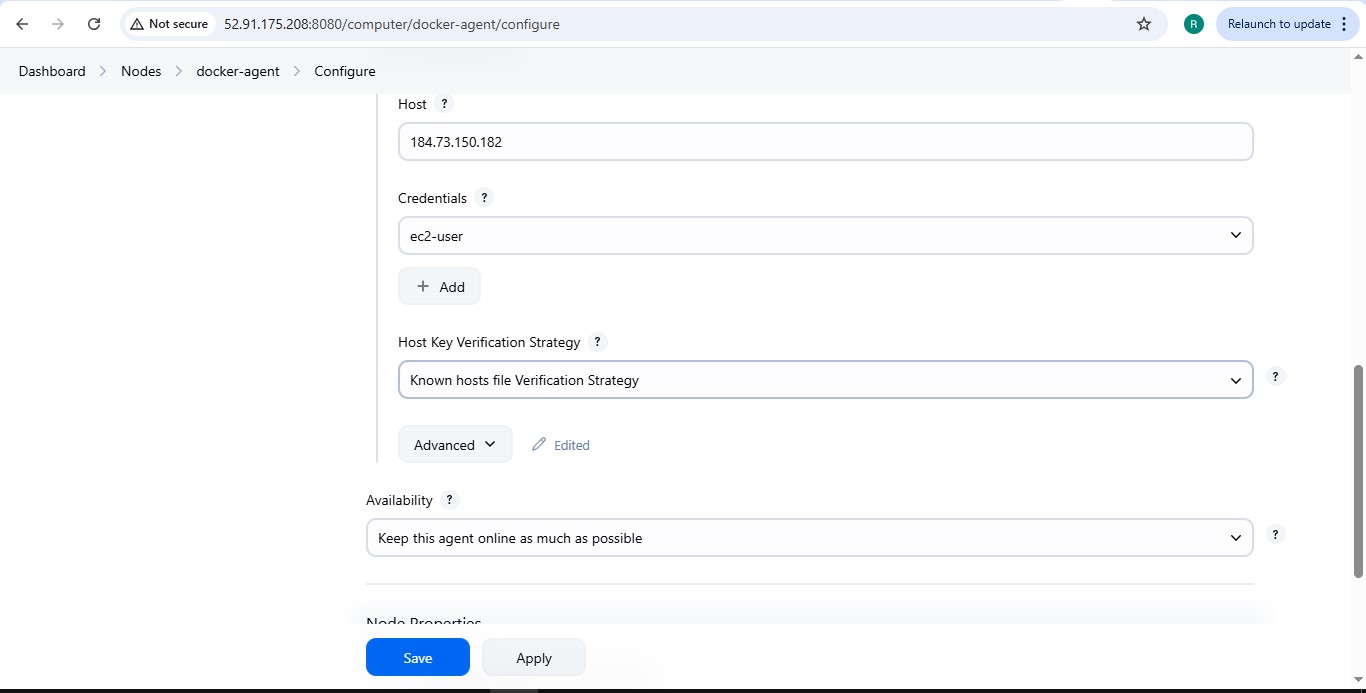 Not secure 52.91.175.208:8080/computer/docker-agent/configure R Relaunch to update
Dashboard Nodes docker-agent Configure
Host ?
184.73.150.182
Credentials ?
ec2-user
+ Add
Host Key Verification Strategy ?
Known hosts file Verification Strategy ?
Advanced Edited
Availability ?
Keep this agent online as much as possible ?
Node Properties
Save Apply